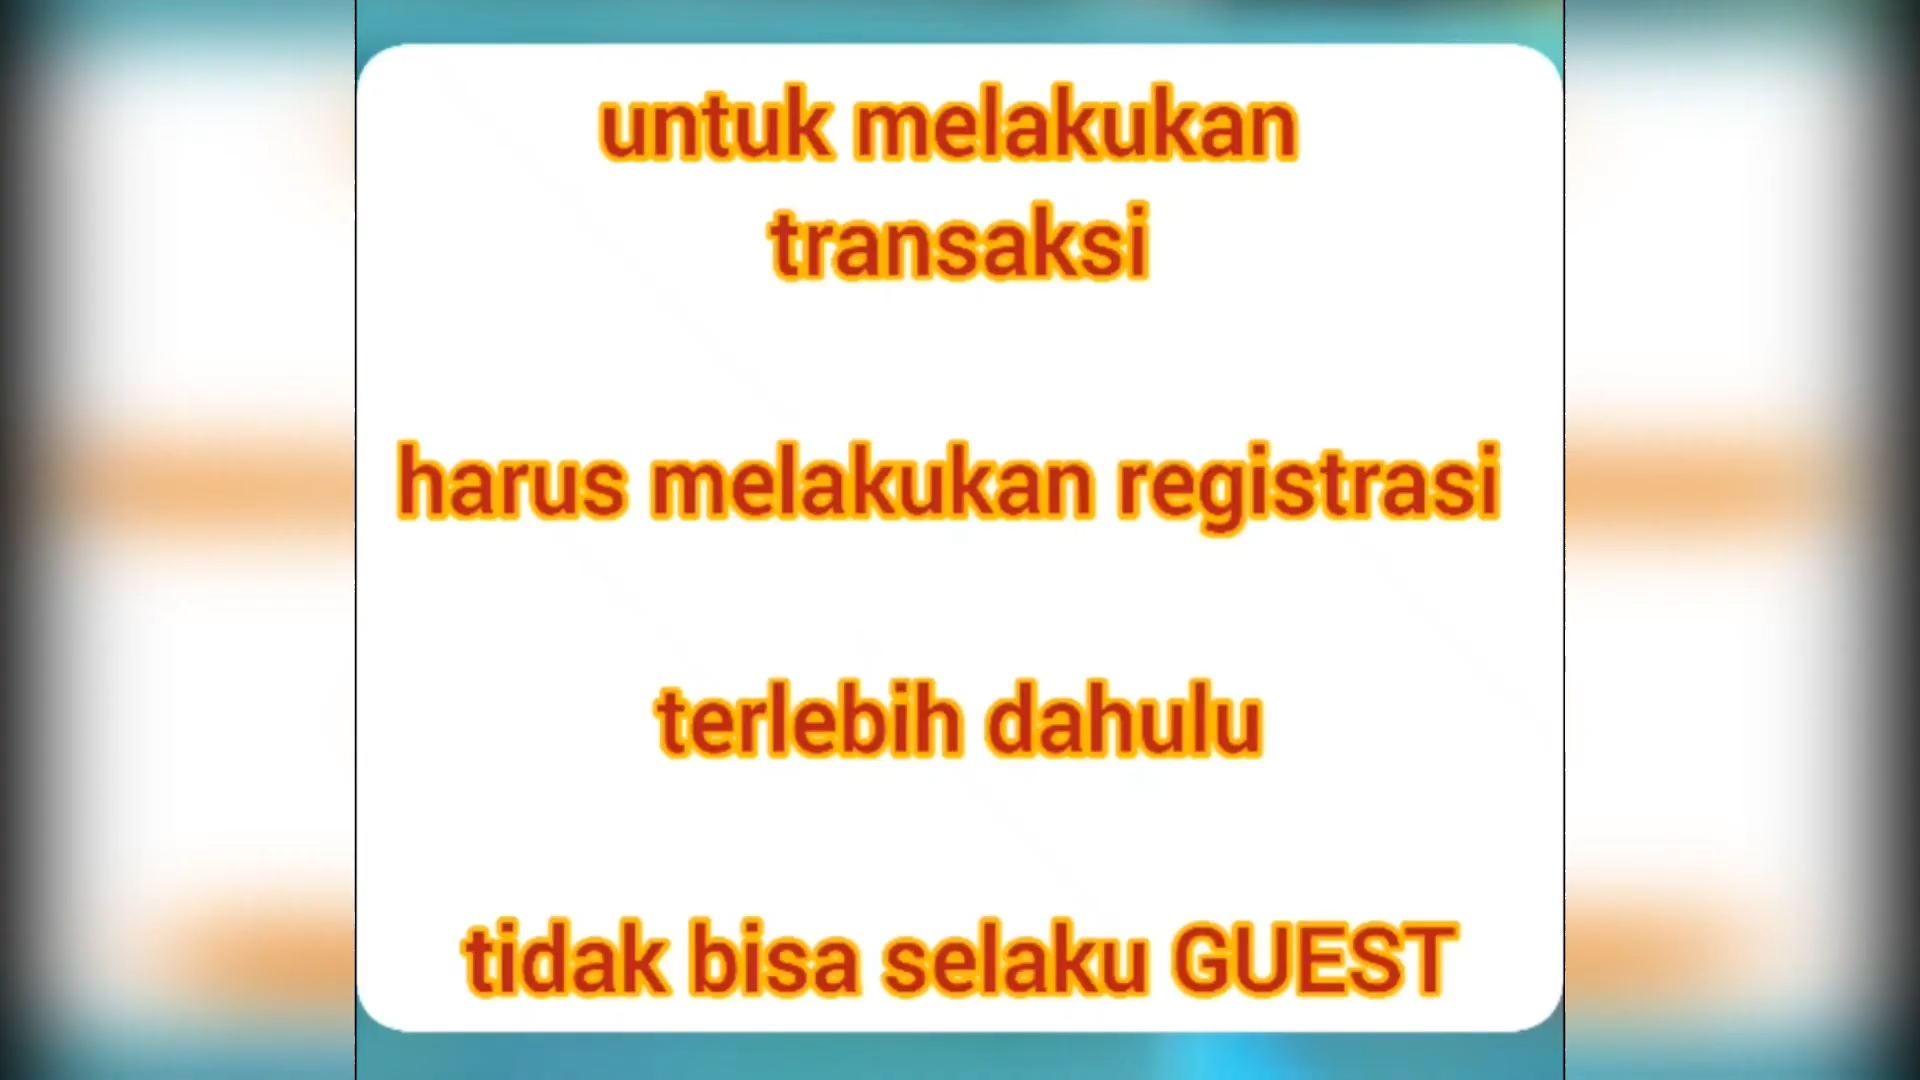 untuk melakukan
transaksi
harus melakukan registrasi
terlebih dahulu
tidak bisa selaku GUEST